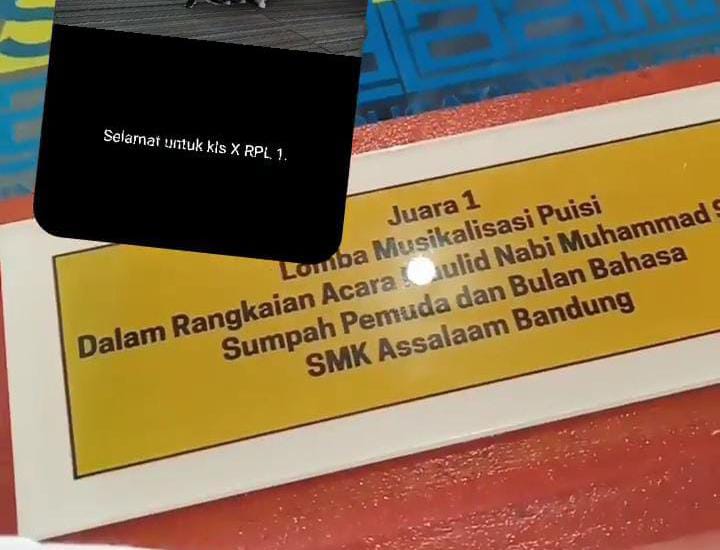 Selamat untuk kls X RPL 1.
Juara 1
Lomba Musikalisasi Puisi
Dalam Rangkaian Acara Maulid Nabi Muhammad
Sumpah Pemuda dan Bulan Bahasa
SMK Assalaam Bandung